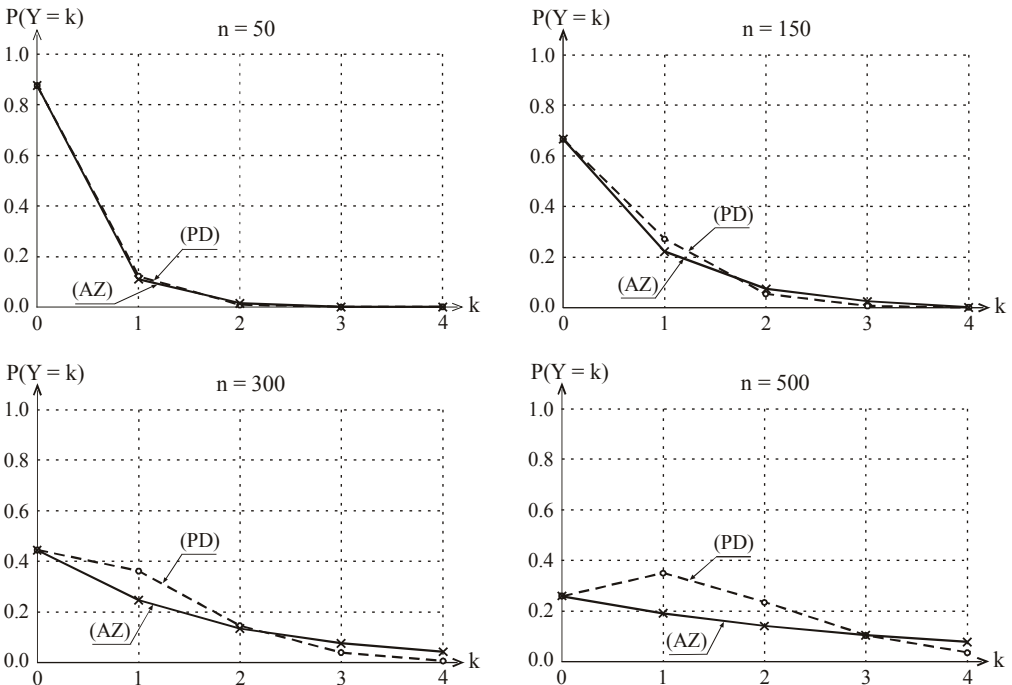 P(Y = k)
n = 50
1.0
0.8
0.6
0.4
0.2
0.0
(PD)
(AZ)
0 1 2 3 4
k
P(Y = k)
n = 150
1.0
0.8
0.6
0.4
0.2
0.0
(PD)
(AZ)
0 1 2 3 4
k
P(Y = k)
n = 300
1.0
0.8
0.6
0.4
0.2
0.0
(PD)
(AZ)
0 1 2 3 4
k
P(Y = k)
n = 500
1.0
0.8
0.6
0.4
0.2
0.0
(PD)
(AZ)
0 1 2 3 4
k